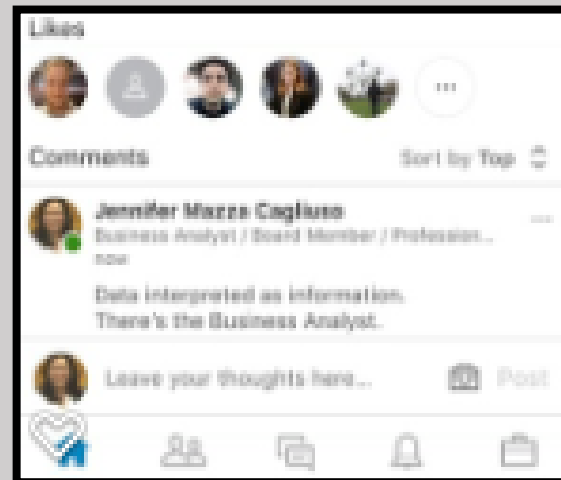 Likes
Comments
Sort by Top
Jennifer Mazza Cagliuso
Business Analyst / Board Member / Profession...
now
Data interpreted as information.
There's the Business Analyst.
Leave your thoughts here...
Post